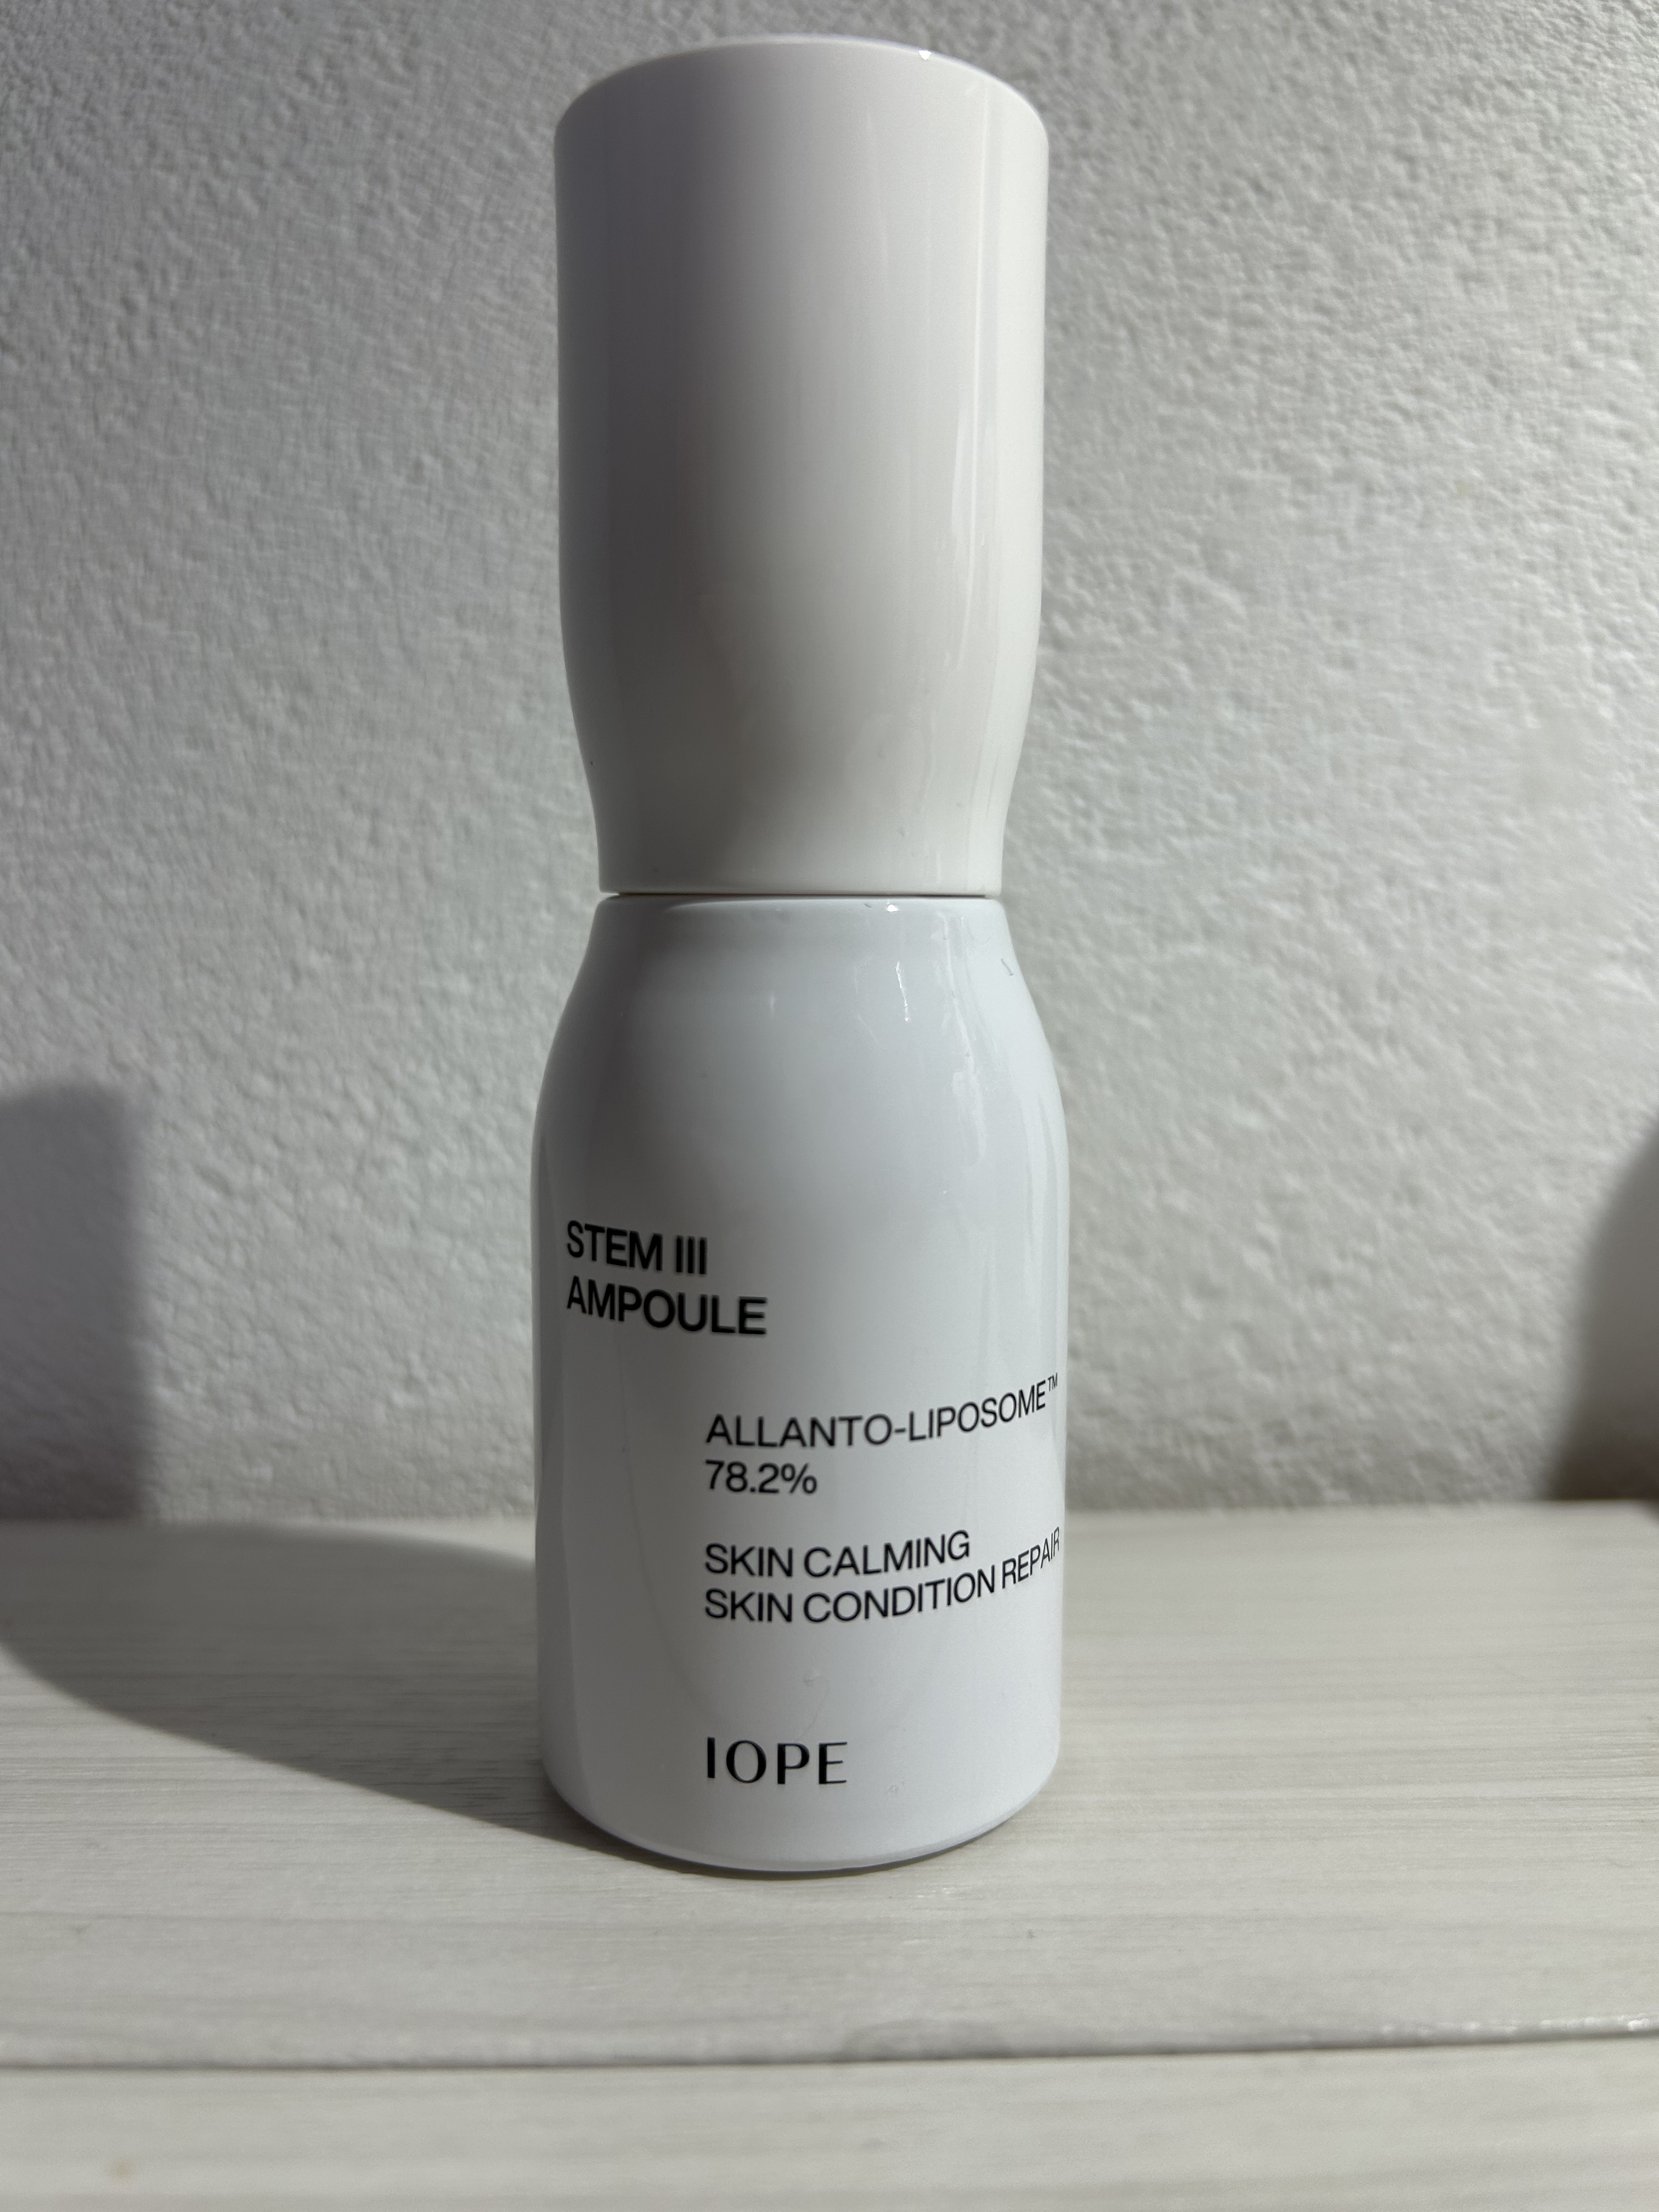 STEM III
AMPOULE
ALLANTO-LIPOSOME™
78.2%
SKIN CALMING
SKIN CONDITION REPAIR
IOPE